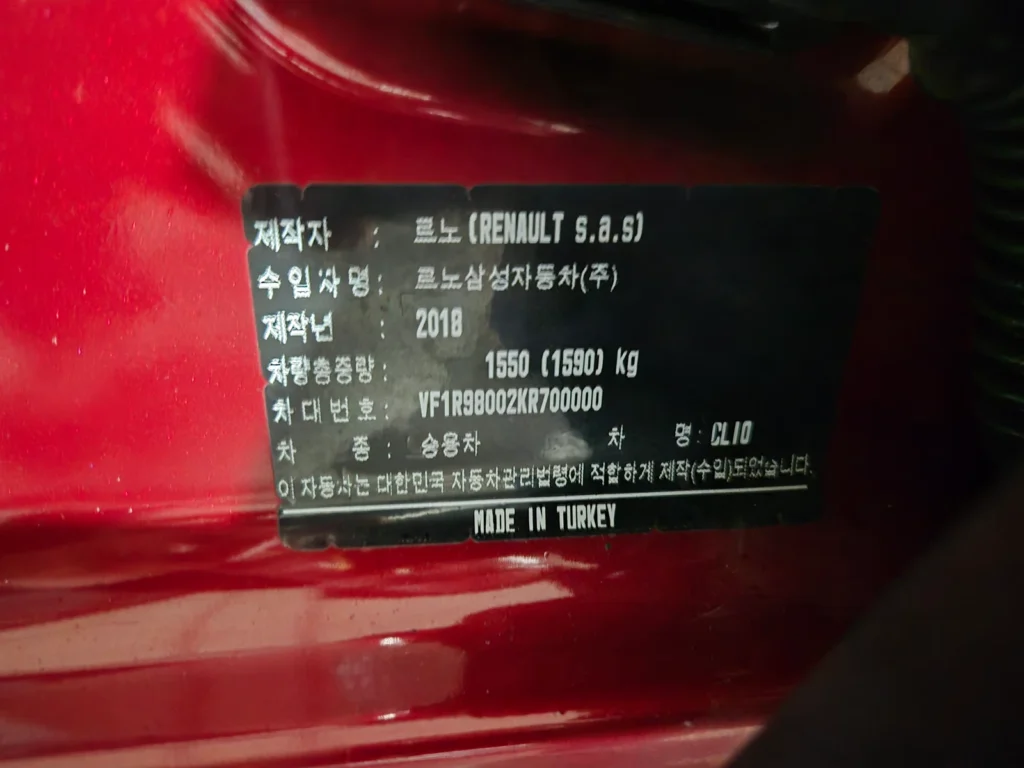 제작자 : 르노(RENAULT s.a.s)
수입자명 : 르노삼성자동차(주)
제작년 : 2018
차량총중량 : 1550 (1590) kg
차대번호 : VF1R98002KR700000
차 종 : 승용차 차 명 : CLIO
이 자동차는 대한민국 자동차관리법령에 적합하게 제작(수입)되었습니다.
MADE IN TURKEY